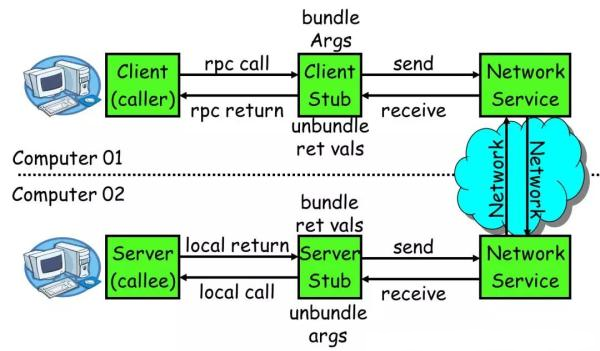 bundle
Args
Client
(caller)
rpc call
rpc return
Client
Stub
send
receive
Network
Service
unbundle
ret vals
Computer 01
Network
Network
Computer 02
bundle
ret vals
Server
(callee)
local return
local call
Server
Stub
send
receive
Network
Service
unbundle
args